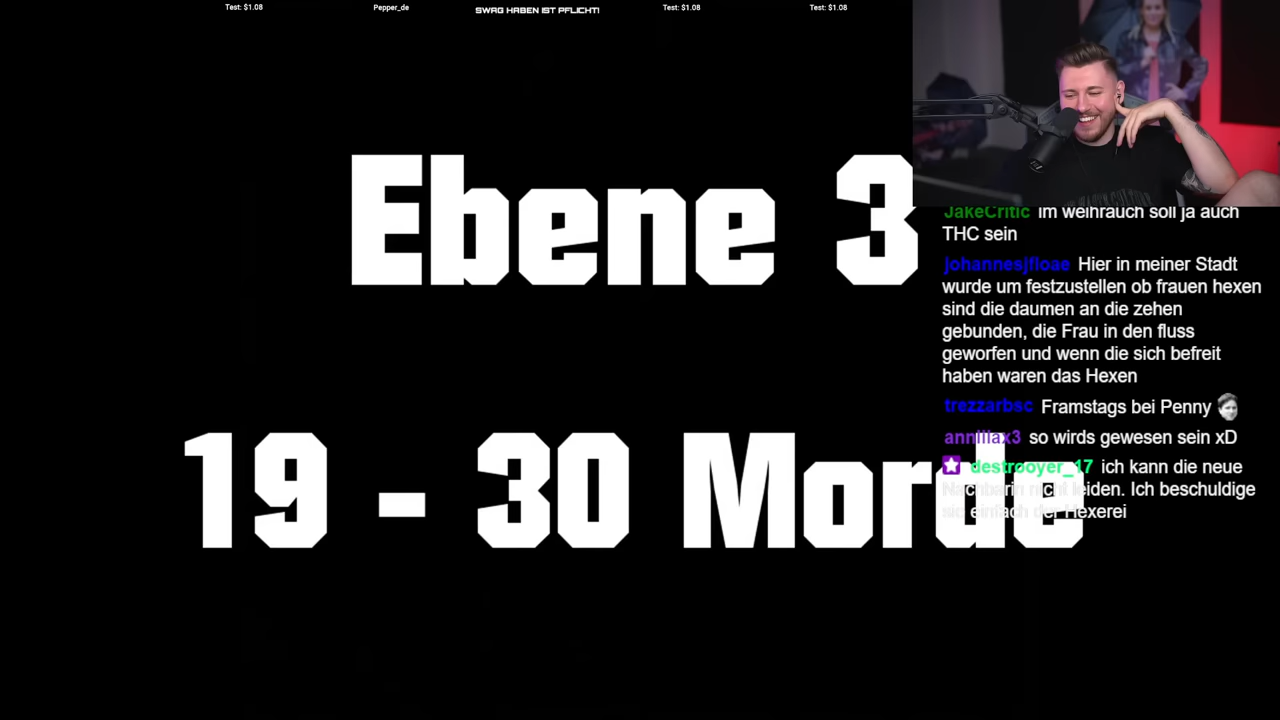 Test: $1.08 Pepper_de SWAG HABEN IST PFLICHT! Test: $1.08 Test: $1.08
Ebene 3
19 - 30 Morde
JakeCritic im weihrauch soll ja auch
THC sein
johannesjfloae Hier in meiner Stadt
wurde um festzustellen ob frauen hexen
sind die daumen an die zehen
gebunden, die Frau in den fluss
geworfen und wenn die sich befreit
haben waren das Hexen
trezzarbsc Framstags bei Penny
annillax3 so wirds gewesen sein xD
destrooyer_17 ich kann die neue
Nachbarin nicht leiden. Ich beschuldige
sie einfach der Hexerei